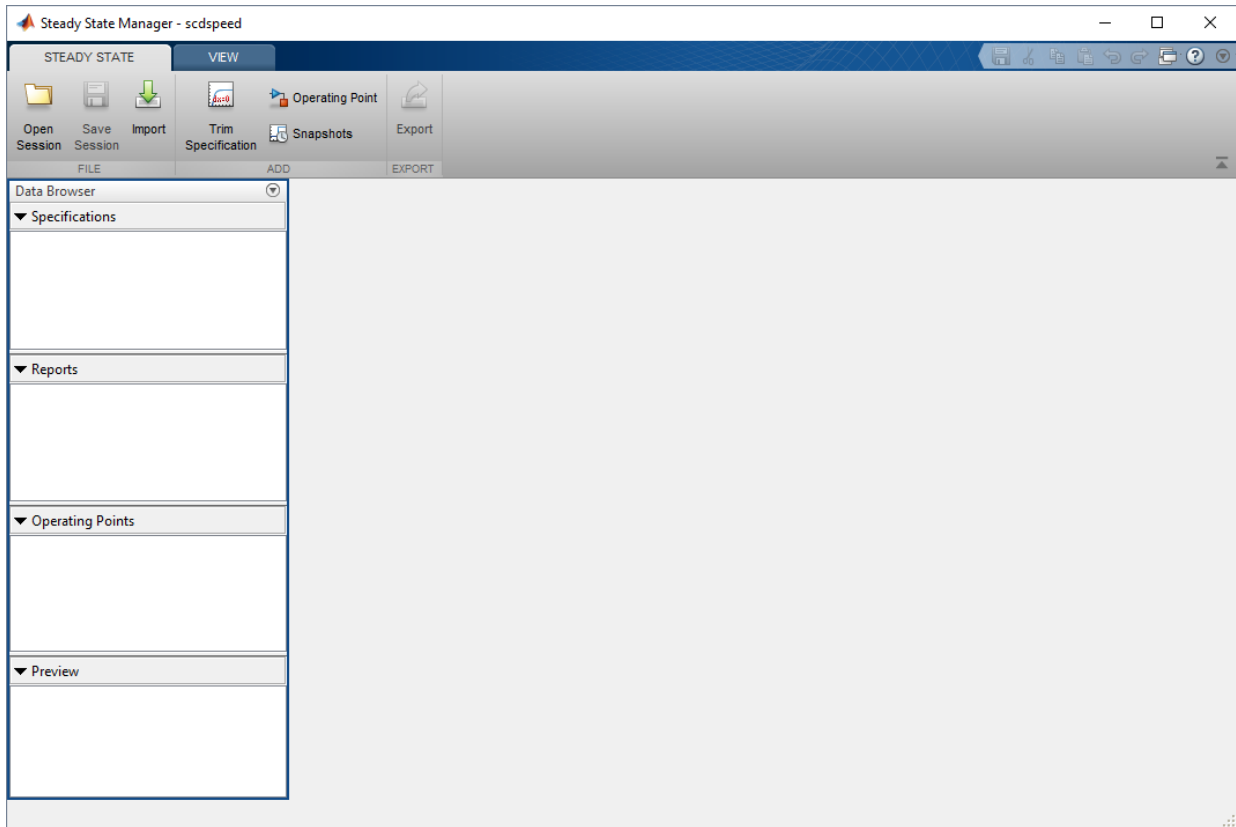 Steady State Manager - scdspeed
STEADY STATE VIEW
Open Session Save Session Import Trim Specification Operating Point Snapshots Export
FILE ADD EXPORT
Data Browser
Specifications
Reports
Operating Points
Preview